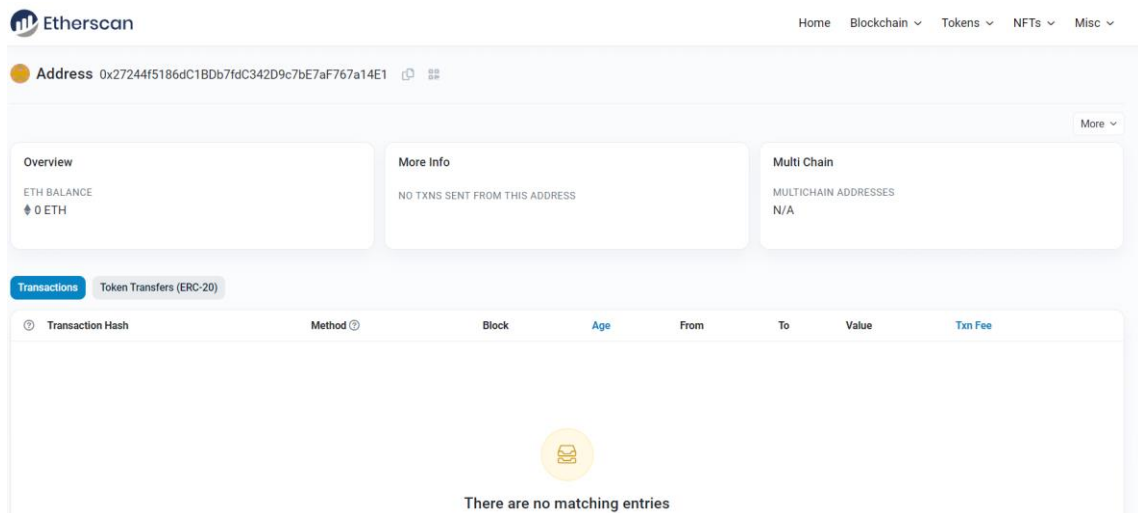 Etherscan
Home Blockchain Tokens NFTs Misc
Address 0x27244f5186dC1BDb7fdC342D9c7bE7aF767a14E1
More
Overview
ETH BALANCE
0 ETH
More Info
NO TXNS SENT FROM THIS ADDRESS
Multi Chain
MULTICHAIN ADDRESSES
N/A
Transactions Token Transfers (ERC-20)
Transaction Hash Method Block Age From To Value Txn Fee
There are no matching entries